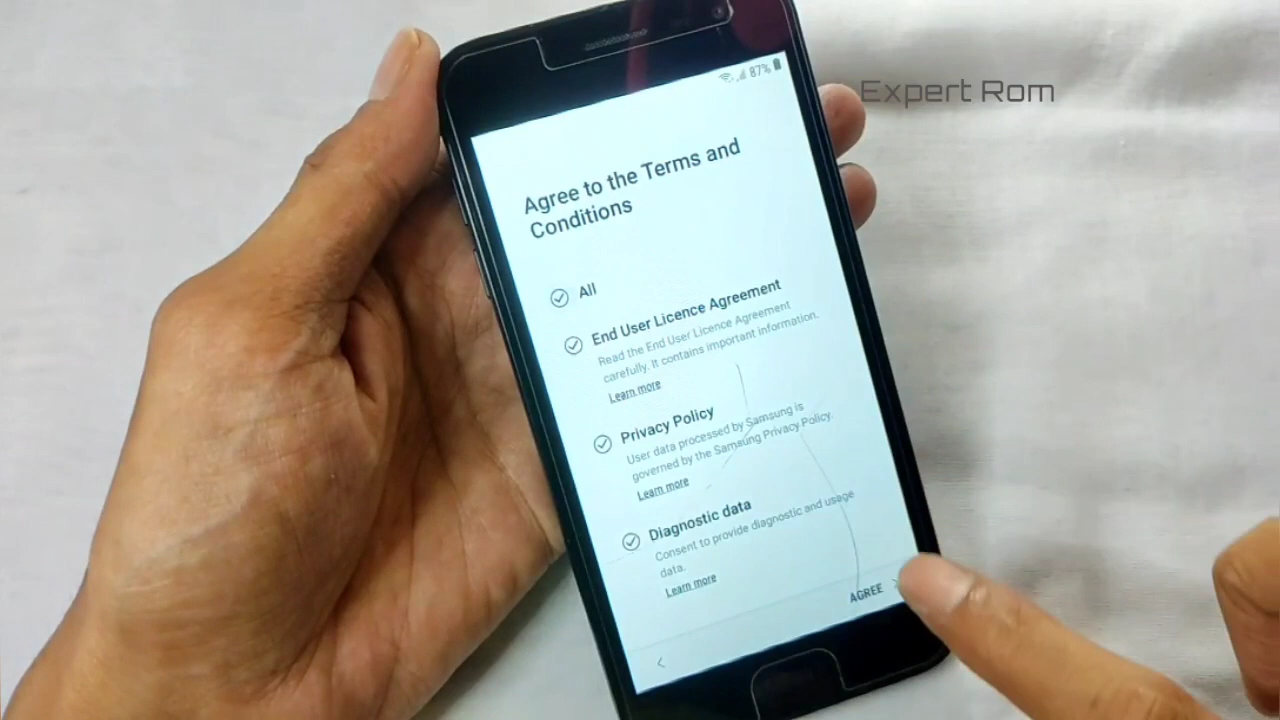 87%
Expert Rom
Agree to the Terms and
Conditions
All
End User Licence Agreement
Read the End User Licence Agreement
carefully. It contains important information.
Learn more
Privacy Policy
User data processed by Samsung is
governed by the Samsung Privacy Policy.
Learn more
Diagnostic data
Consent to provide diagnostic and usage
data.
Learn more
AGREE